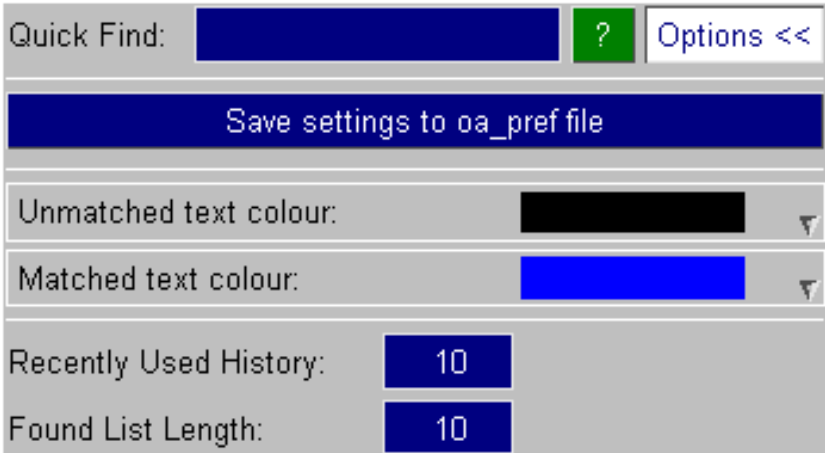 Quick Find: ? Options <<
Save settings to oa_pref file
Unmatched text colour:
Matched text colour:
Recently Used History: 10
Found List Length: 10